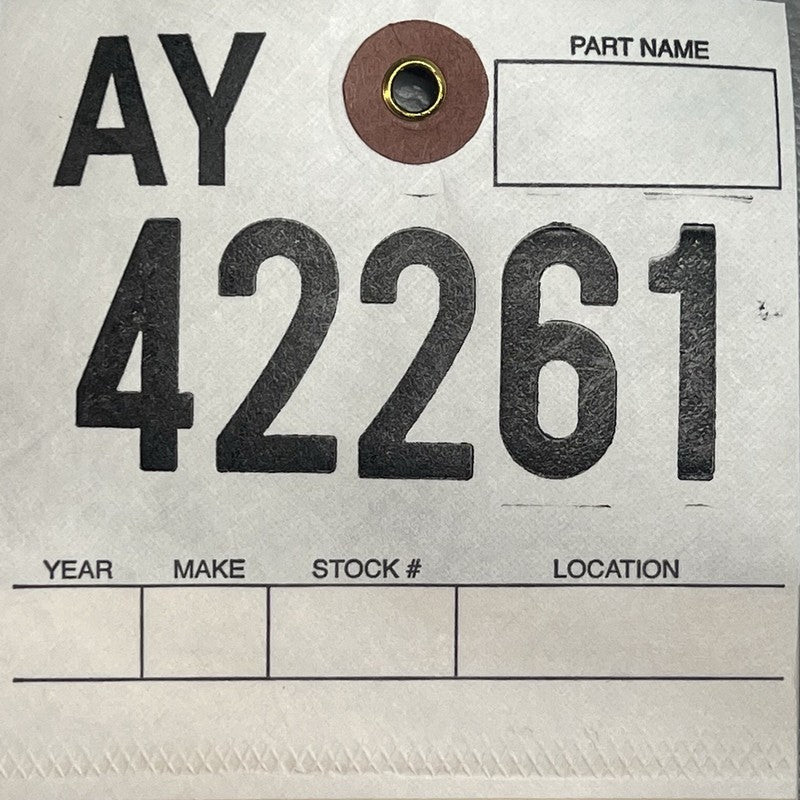 AY
PART NAME
42261
YEAR MAKE STOCK # LOCATION